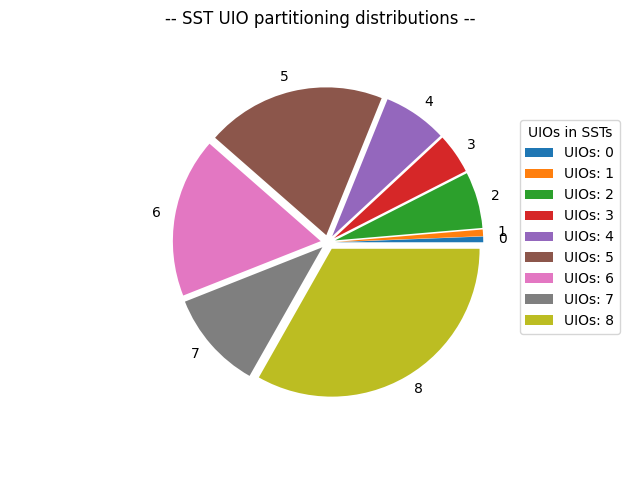 -- SST UIO partitioning distributions --
5
4
3
2
1
0
6
7
8
UIOs in SSTs
UIOs: 0
UIOs: 1
UIOs: 2
UIOs: 3
UIOs: 4
UIOs: 5
UIOs: 6
UIOs: 7
UIOs: 8